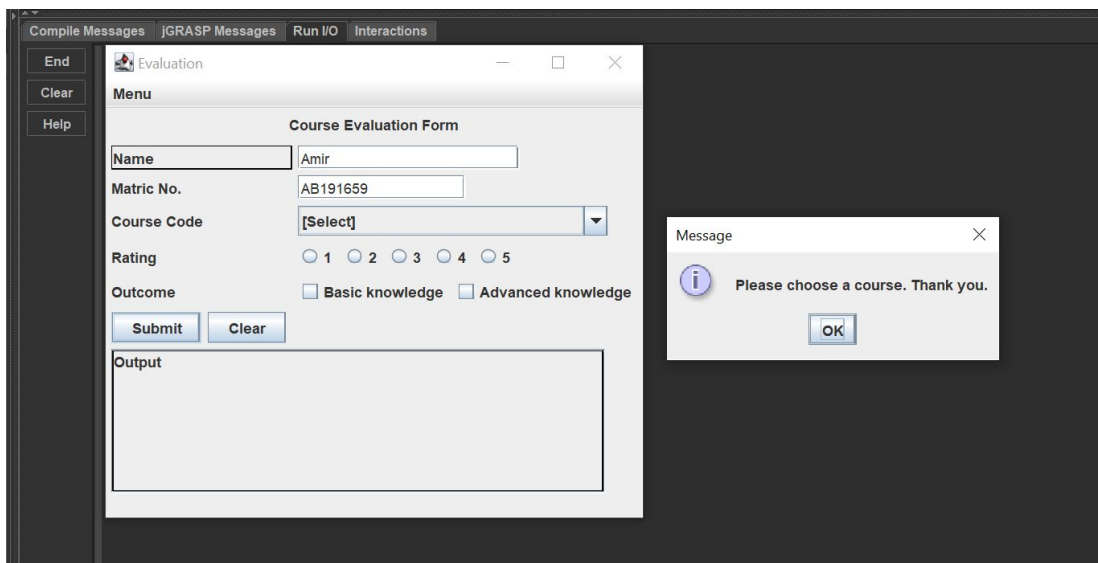 Compile Messages jGRASP Messages Run I/O Interactions
End
Clear
Help
Evaluation
Menu
Course Evaluation Form
Name Amir
Matric No. AB191659
Course Code [Select]
Rating 1 2 3 4 5
Outcome Basic knowledge Advanced knowledge
Submit Clear
Output
Message
Please choose a course. Thank you.
OK